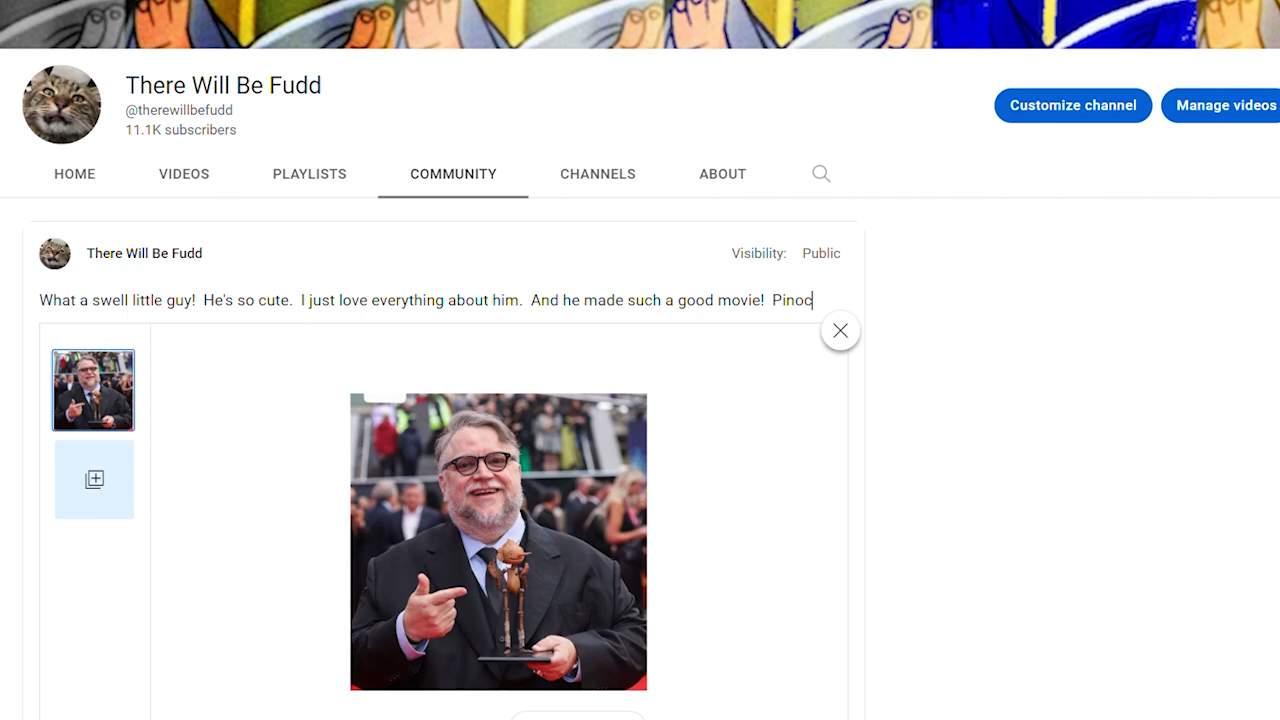 There Will Be Fudd
@therewillbefudd
11.1K subscribers
Customize channel
Manage videos
HOME
VIDEOS
PLAYLISTS
COMMUNITY
CHANNELS
ABOUT
There Will Be Fudd
Visibility: Public
What a swell little guy!  He's so cute.  I just love everything about him.  And he made such a good movie!  Pinoc